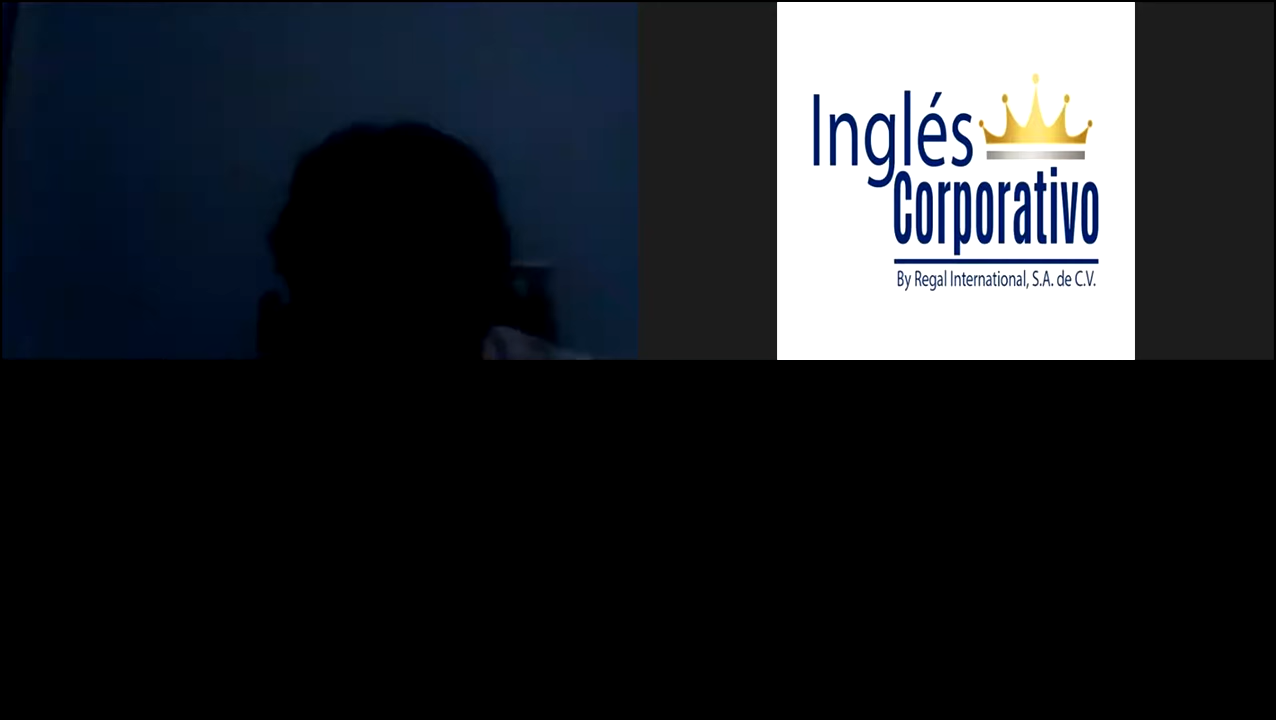 Inglés
Corporativo
By Regal International, S.A. de C.V.